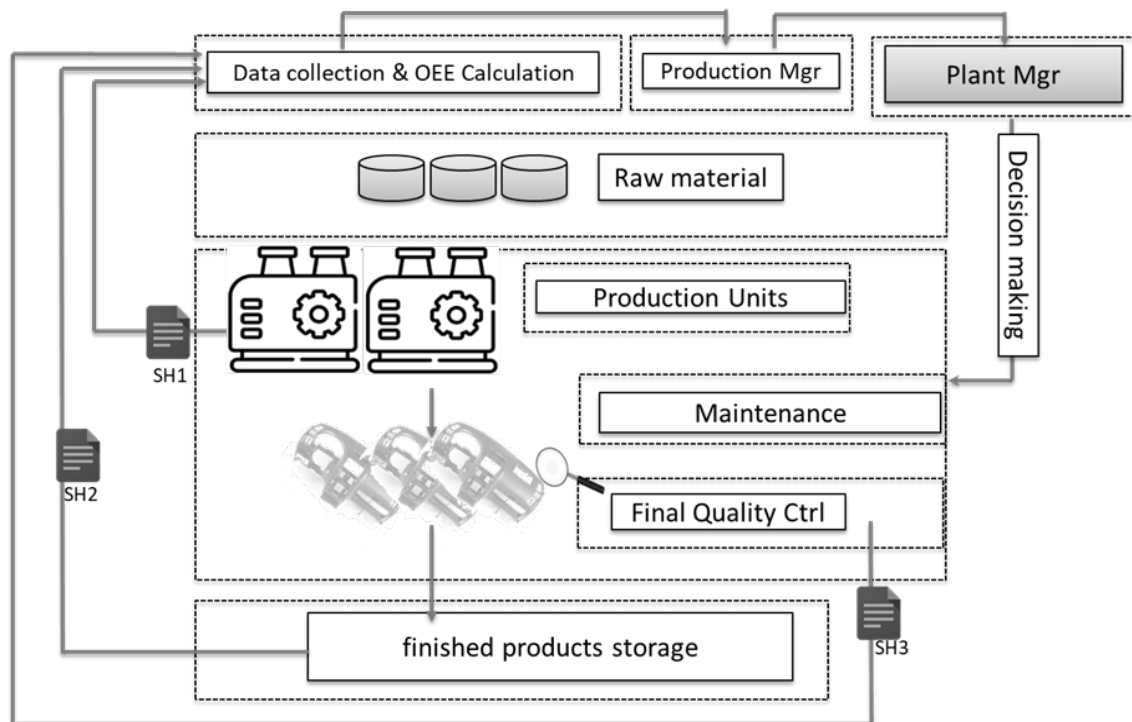 Data collection & OEE Calculation
Production Mgr
Plant Mgr
Raw material
Decision making
Production Units
SH1
Maintenance
SH2
Final Quality Ctrl
SH3
finished products storage